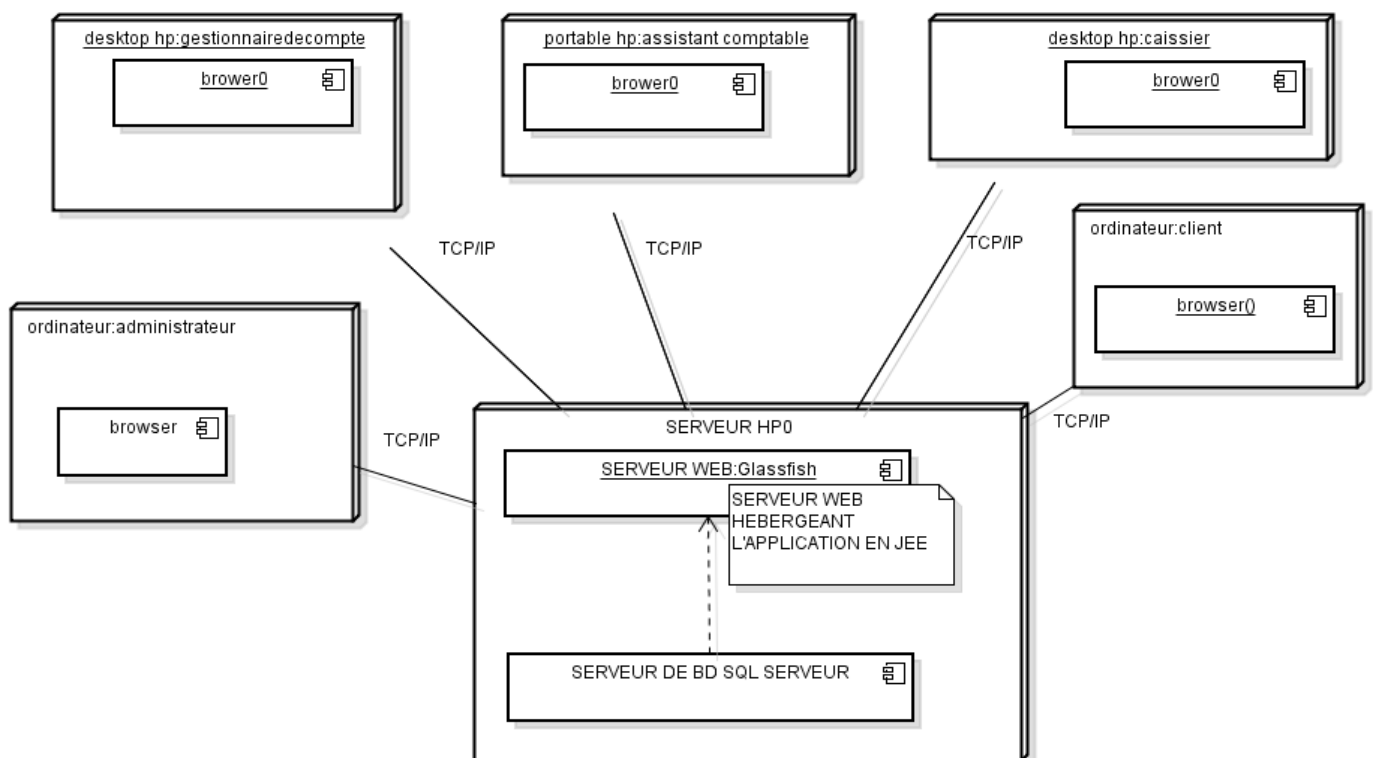 desktop hp:gestionnairedecompte
brower0
portable hp:assistant comptable
brower0
desktop hp:caissier
brower0
ordinateur:client
browser()
TCP/IP
TCP/IP
TCP/IP
TCP/IP
ordinateur:administrateur
browser
TCP/IP
SERVEUR HP0
SERVEUR WEB:Glassfish
SERVEUR WEB
HEBERGEANT
L'APPLICATION EN JEE
SERVEUR DE BD SQL SERVEUR